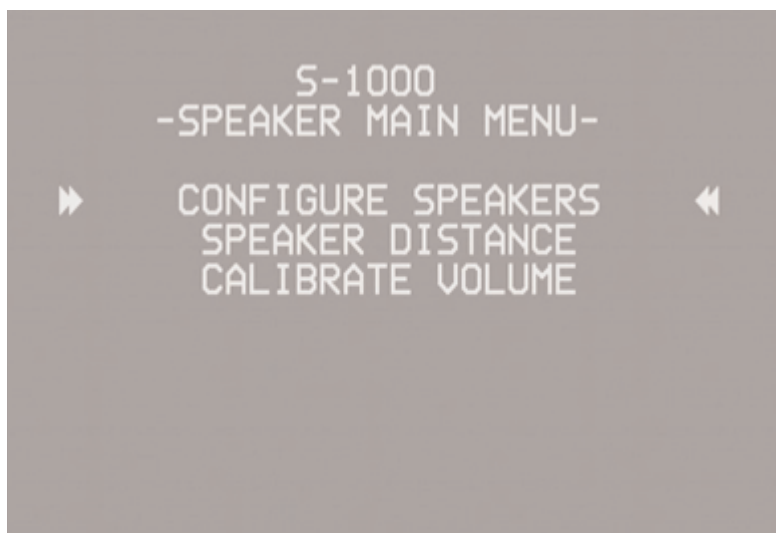 S-1000
-SPEAKER MAIN MENU-
CONFIGURE SPEAKERS
SPEAKER DISTANCE
CALIBRATE VOLUME